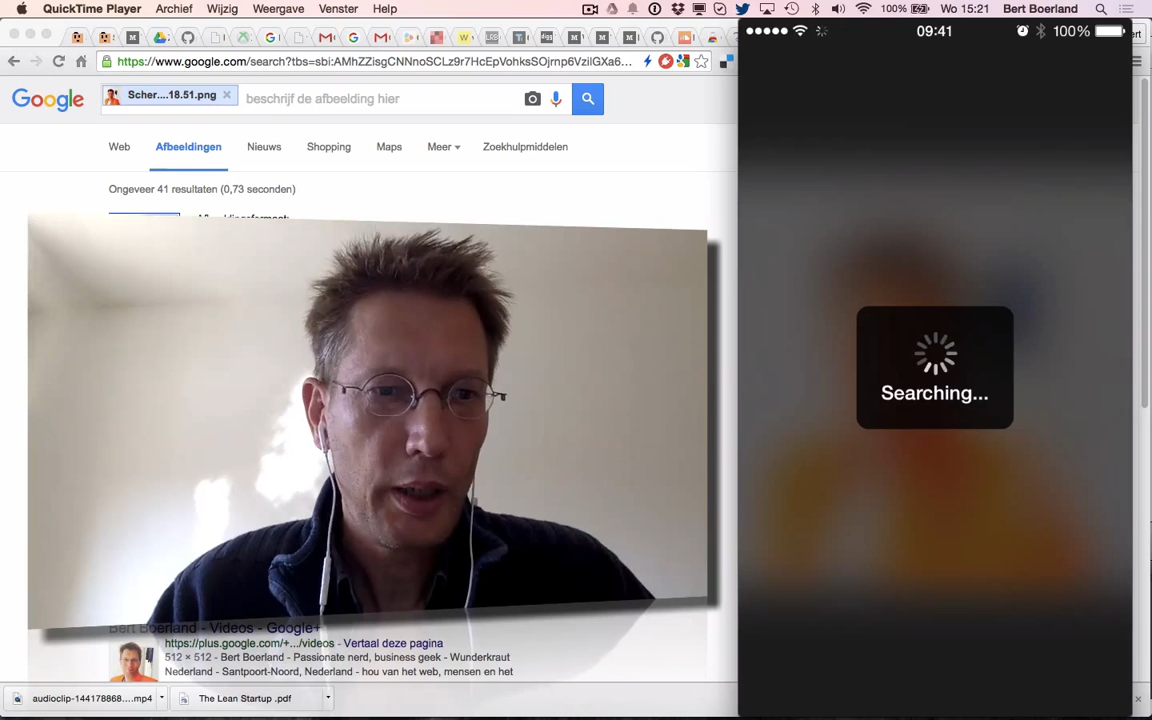 QuickTime Player Archief Wijzig Weergave Venster Help 100% Wo 15:21 Bert Boerland
https://www.google.com/search?tbs=sbi:AMhZZisgCNNnoSCLz9r7HcEpVohksSOjrnp6VzilGXa6...
Google Scher....18.51.png beschrijf de afbeelding hier
Web Afbeeldingen Nieuws Shopping Maps Meer Zoekhulpmiddelen
Ongeveer 41 resultaten (0,73 seconden)
Afbeeldingsformaat:
09:41 100%
Searching...
Bert Boerland - Videos - Google+
https://plus.google.com/+.../videos - Vertaal deze pagina
512 × 512 - Bert Boerland - Passionate nerd, business geek - Wunderkraut
Nederland - Santpoort-Noord, Nederland - hou van het web, mensen en het
audioclip-144178868....mp4 The Lean Startup .pdf